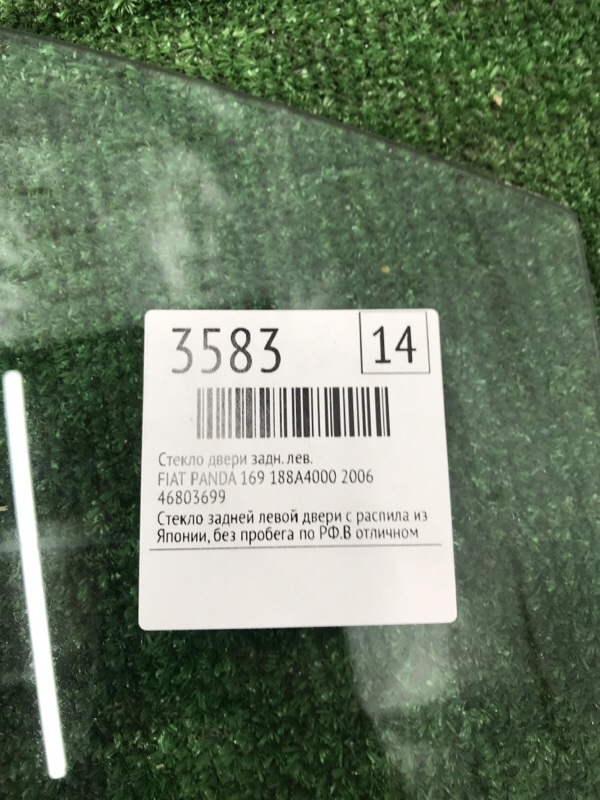 3583 14
Стекло двери задн. лев.
FIAT PANDA 169 188A4000 2006
46803699
Стекло задней левой двери с распила из
Японии, без пробега по РФ.В отличном